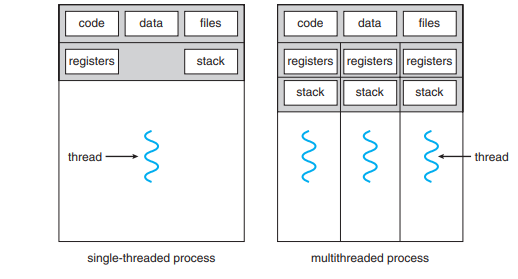 code data files
registers stack
thread
single-threaded process
code data files
registers registers registers
stack stack stack
thread
multithreaded process